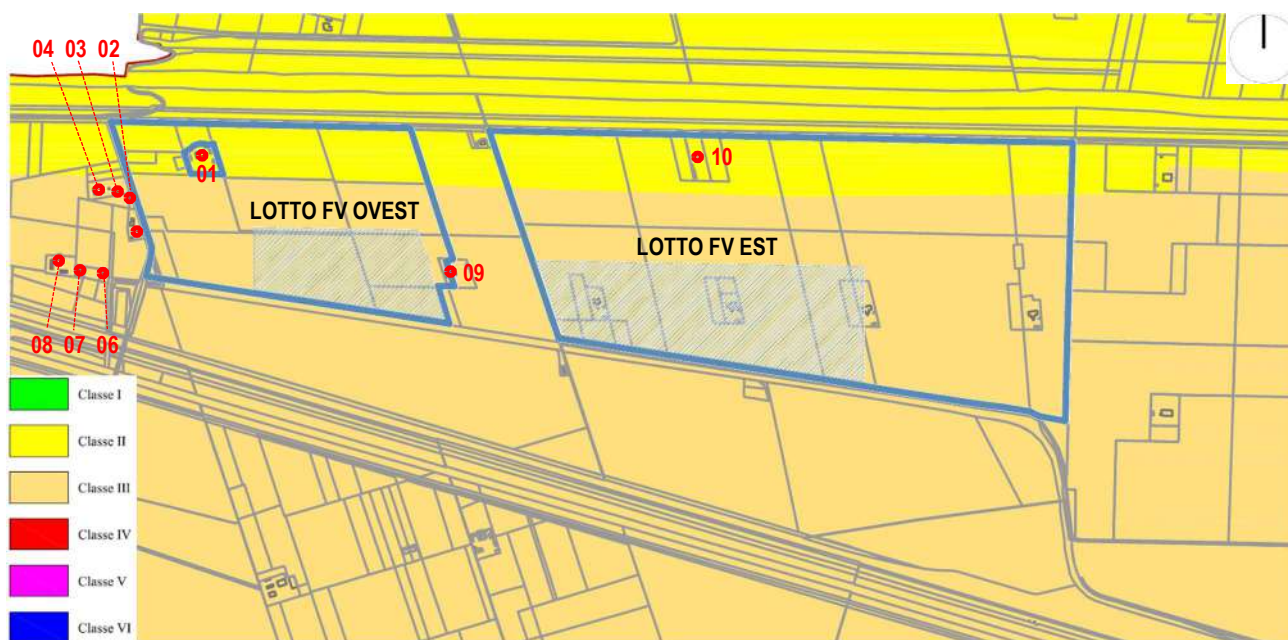 04 03 02
01
10
LOTTO FV OVEST
LOTTO FV EST
09
08 07 06
Classe I
Classe II
Classe III
Classe IV
Classe V
Classe VI